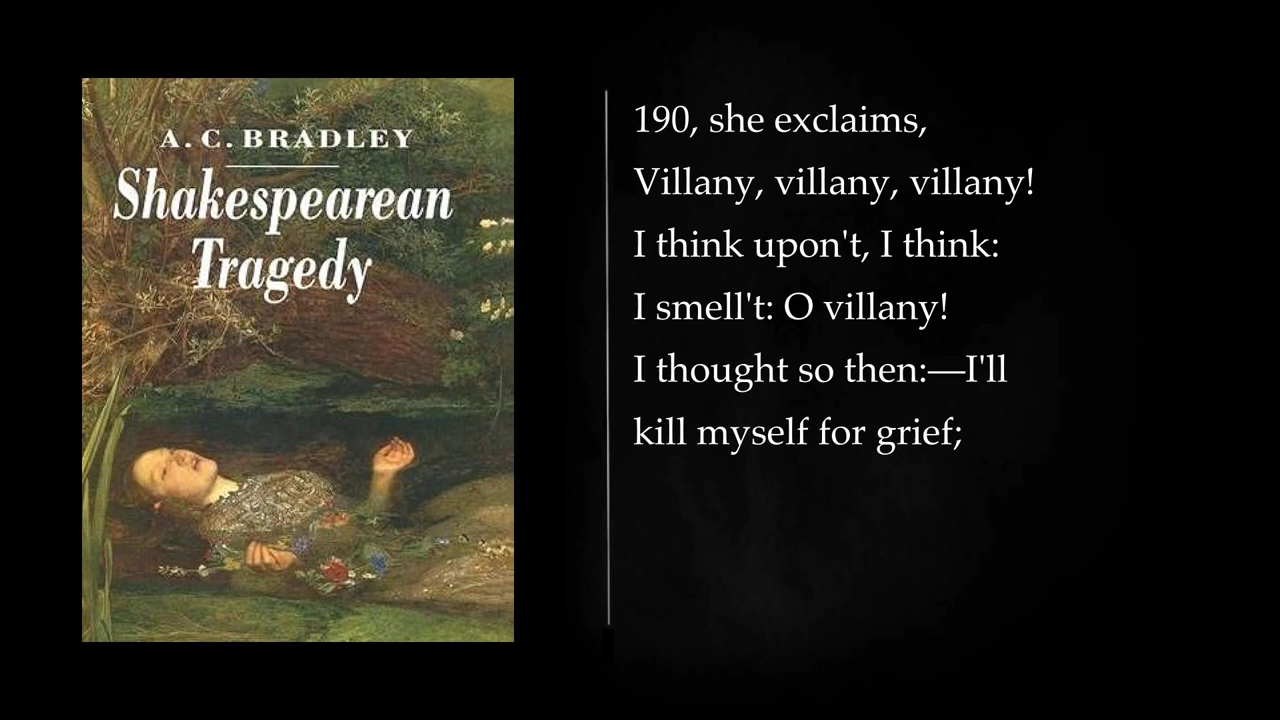 A. C. BRADLEY
Shakespearean
Tragedy
190, she exclaims,
Villany, villany, villany!
I think upon't, I think:
I smell't: O villany!
I thought so then:—I'll
kill myself for grief;